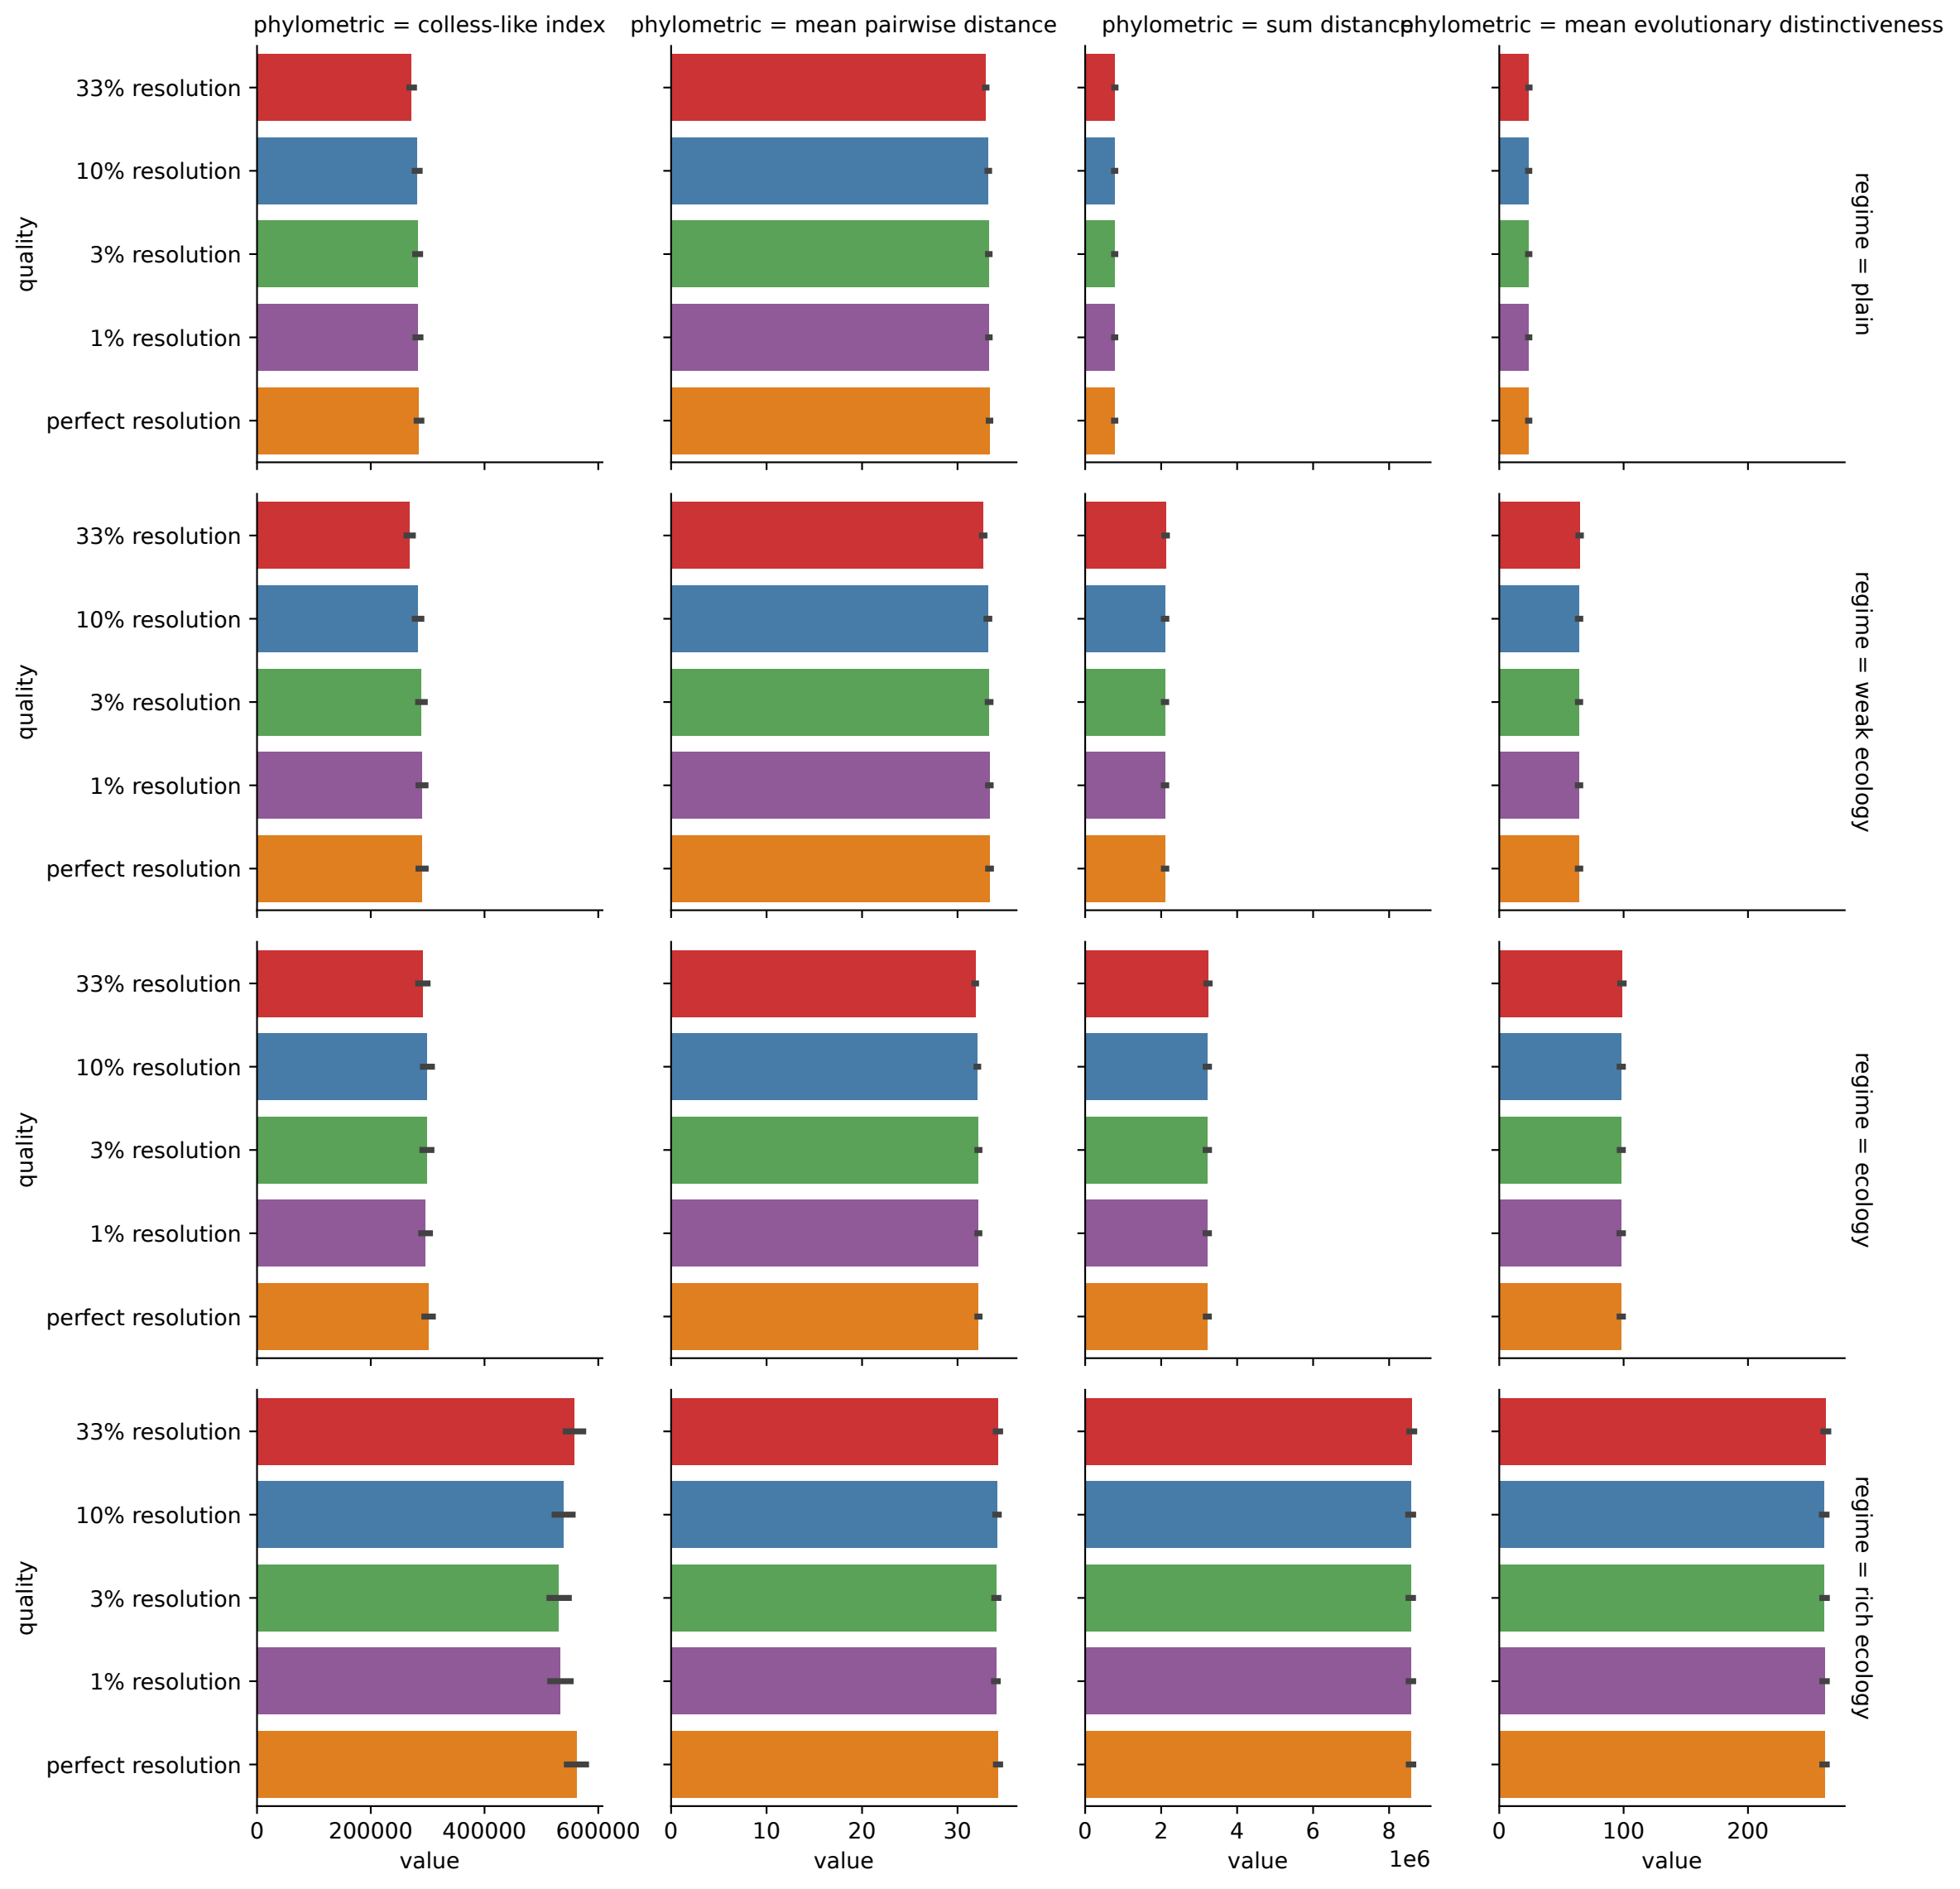 phylometric = colless-like index
phylometric = mean pairwise distance
phylometric = sum distance
phylometric = mean evolutionary distinctiveness
quality
33% resolution
10% resolution
3% resolution
1% resolution
perfect resolution
regime = plain
quality
33% resolution
10% resolution
3% resolution
1% resolution
perfect resolution
regime = weak ecology
quality
33% resolution
10% resolution
3% resolution
1% resolution
perfect resolution
regime = ecology
quality
33% resolution
10% resolution
3% resolution
1% resolution
perfect resolution
regime = rich ecology
0 200000 400000 600000
value
0 10 20 30
value
0 2 4 6 8
value
1e6
0 100 200
value